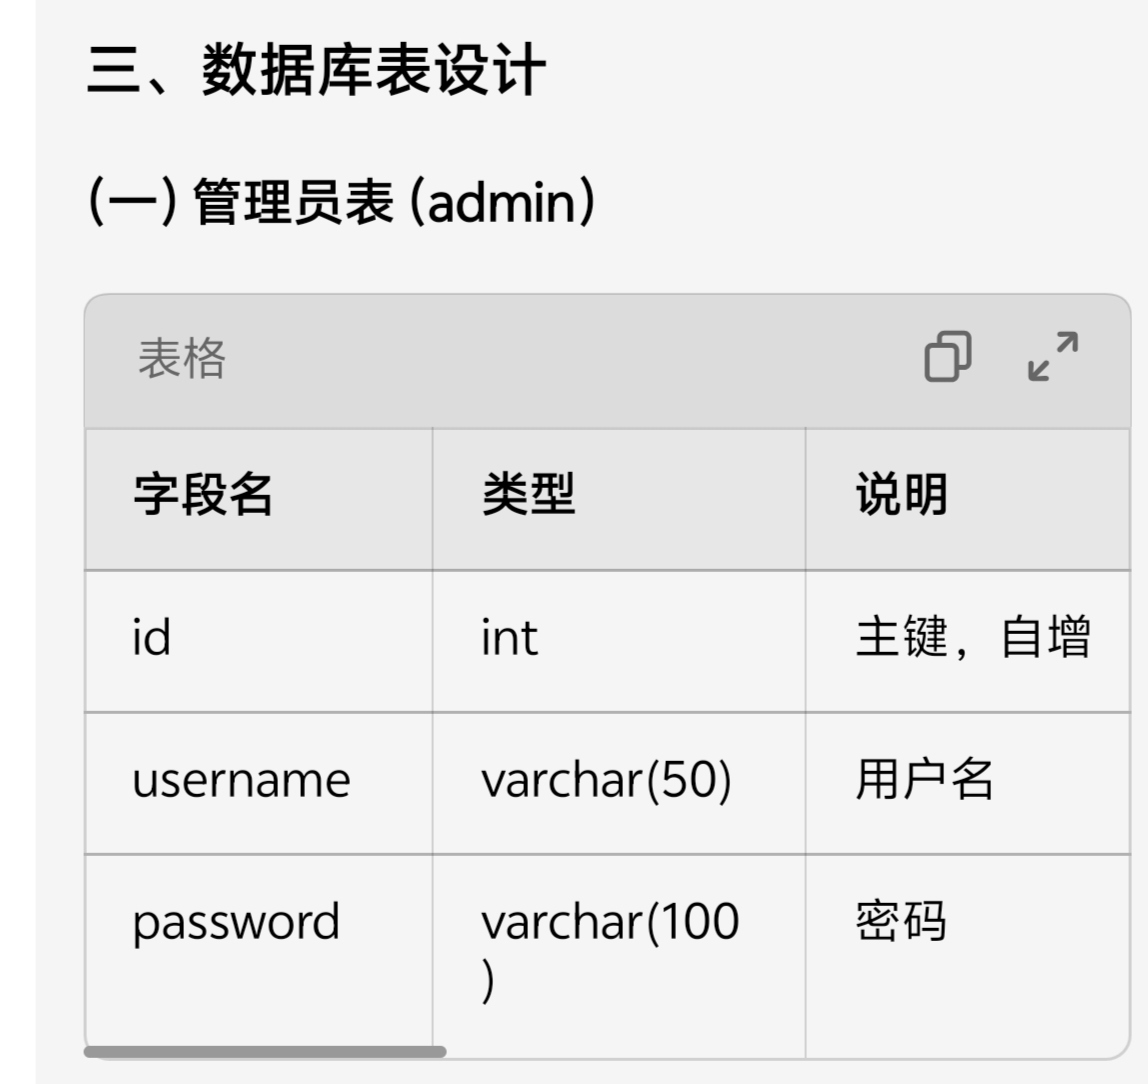 三、数据库表设计
(一) 管理员表 (admin)
表格
字段名 类型 说明
id int 主键，自增
username varchar(50) 用户名
password varchar(100 密码
)